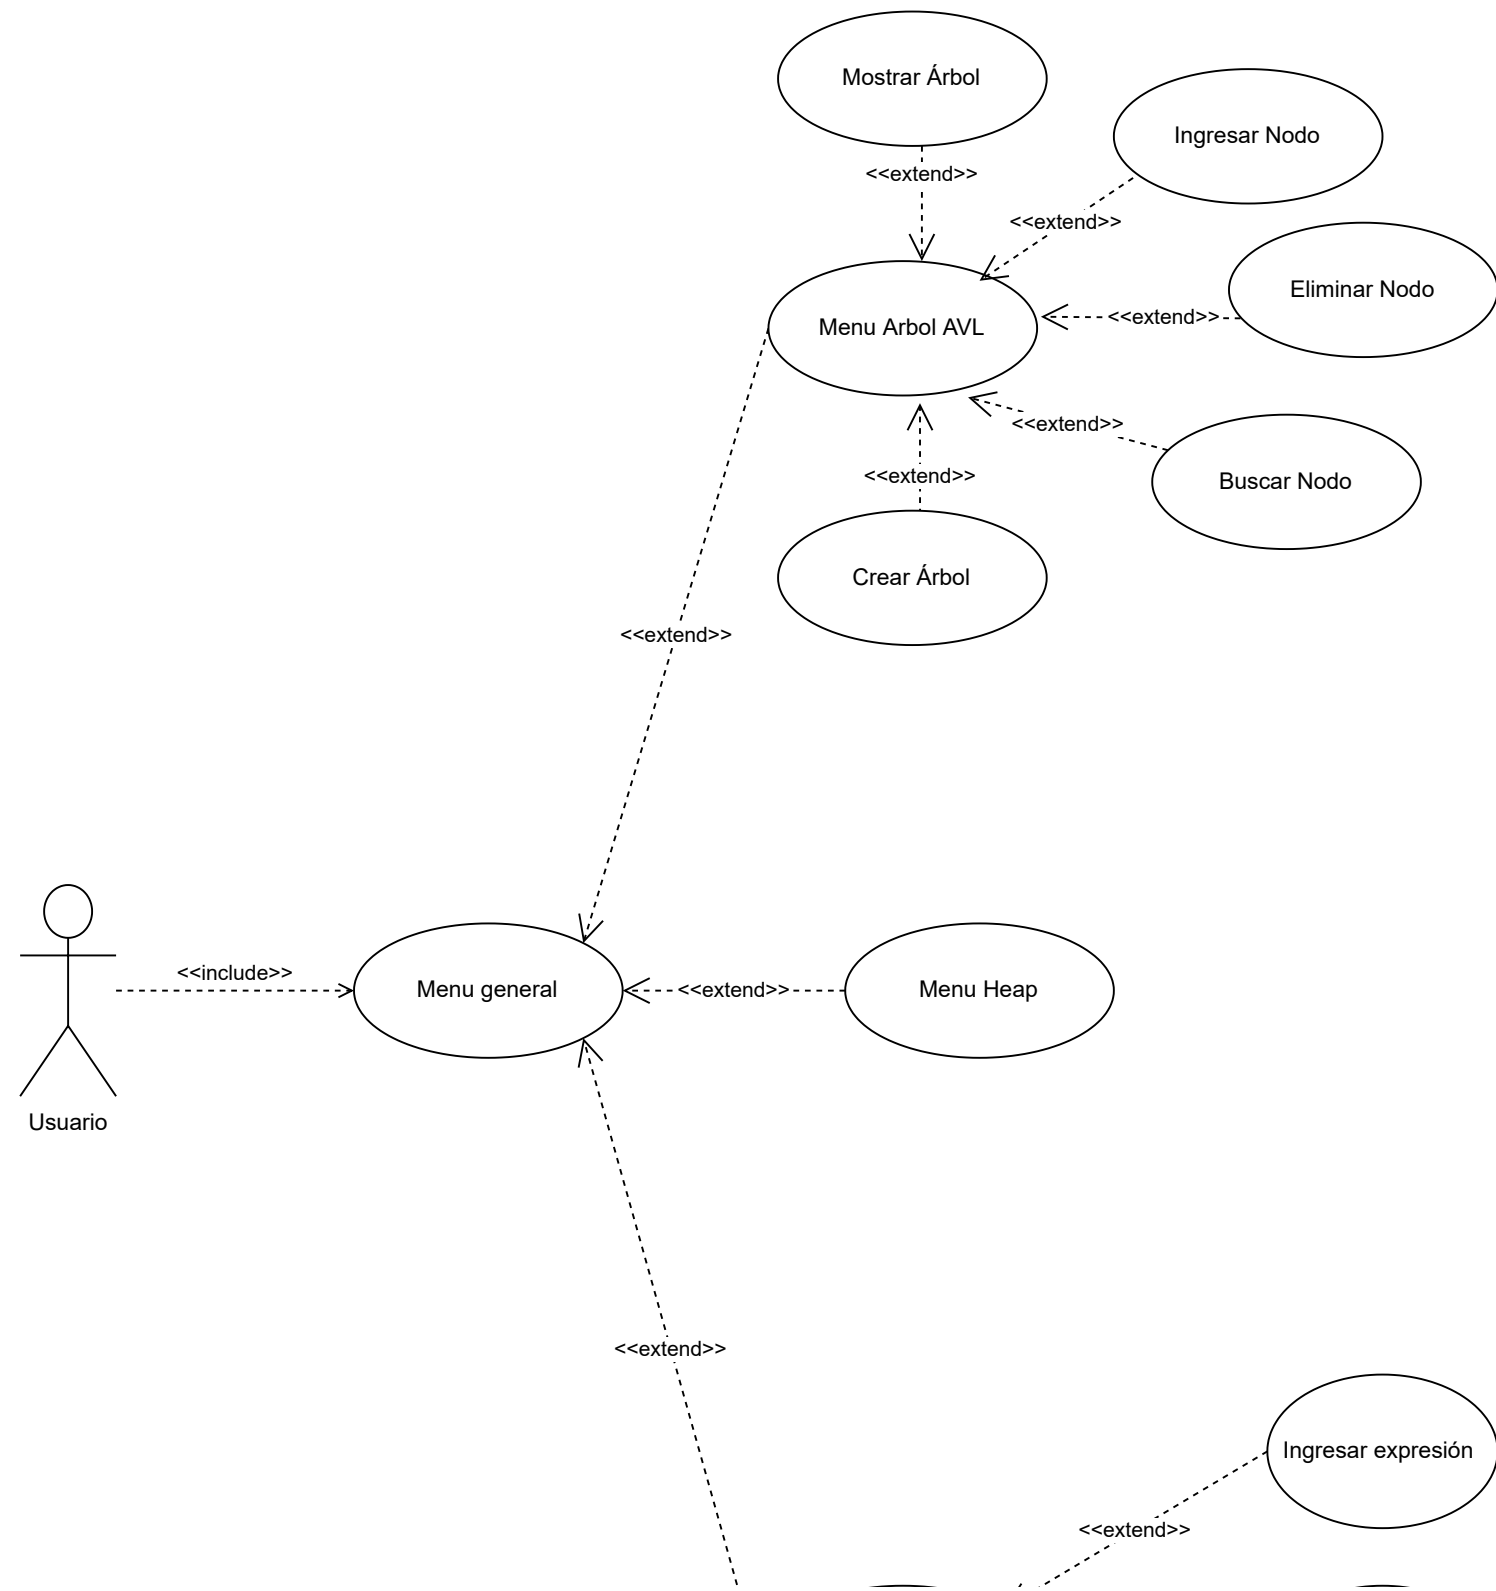 Mostrar Árbol
Ingresar Nodo
<<extend>>
<<extend>>
Eliminar Nodo
<<extend>>
Menu Arbol AVL
<<extend>>
<<extend>>
Buscar Nodo
Crear Árbol
<<extend>>
<<include>>
Menu general
<<extend>>
Menu Heap
Usuario
<<extend>>
Ingresar expresión
<<extend>>